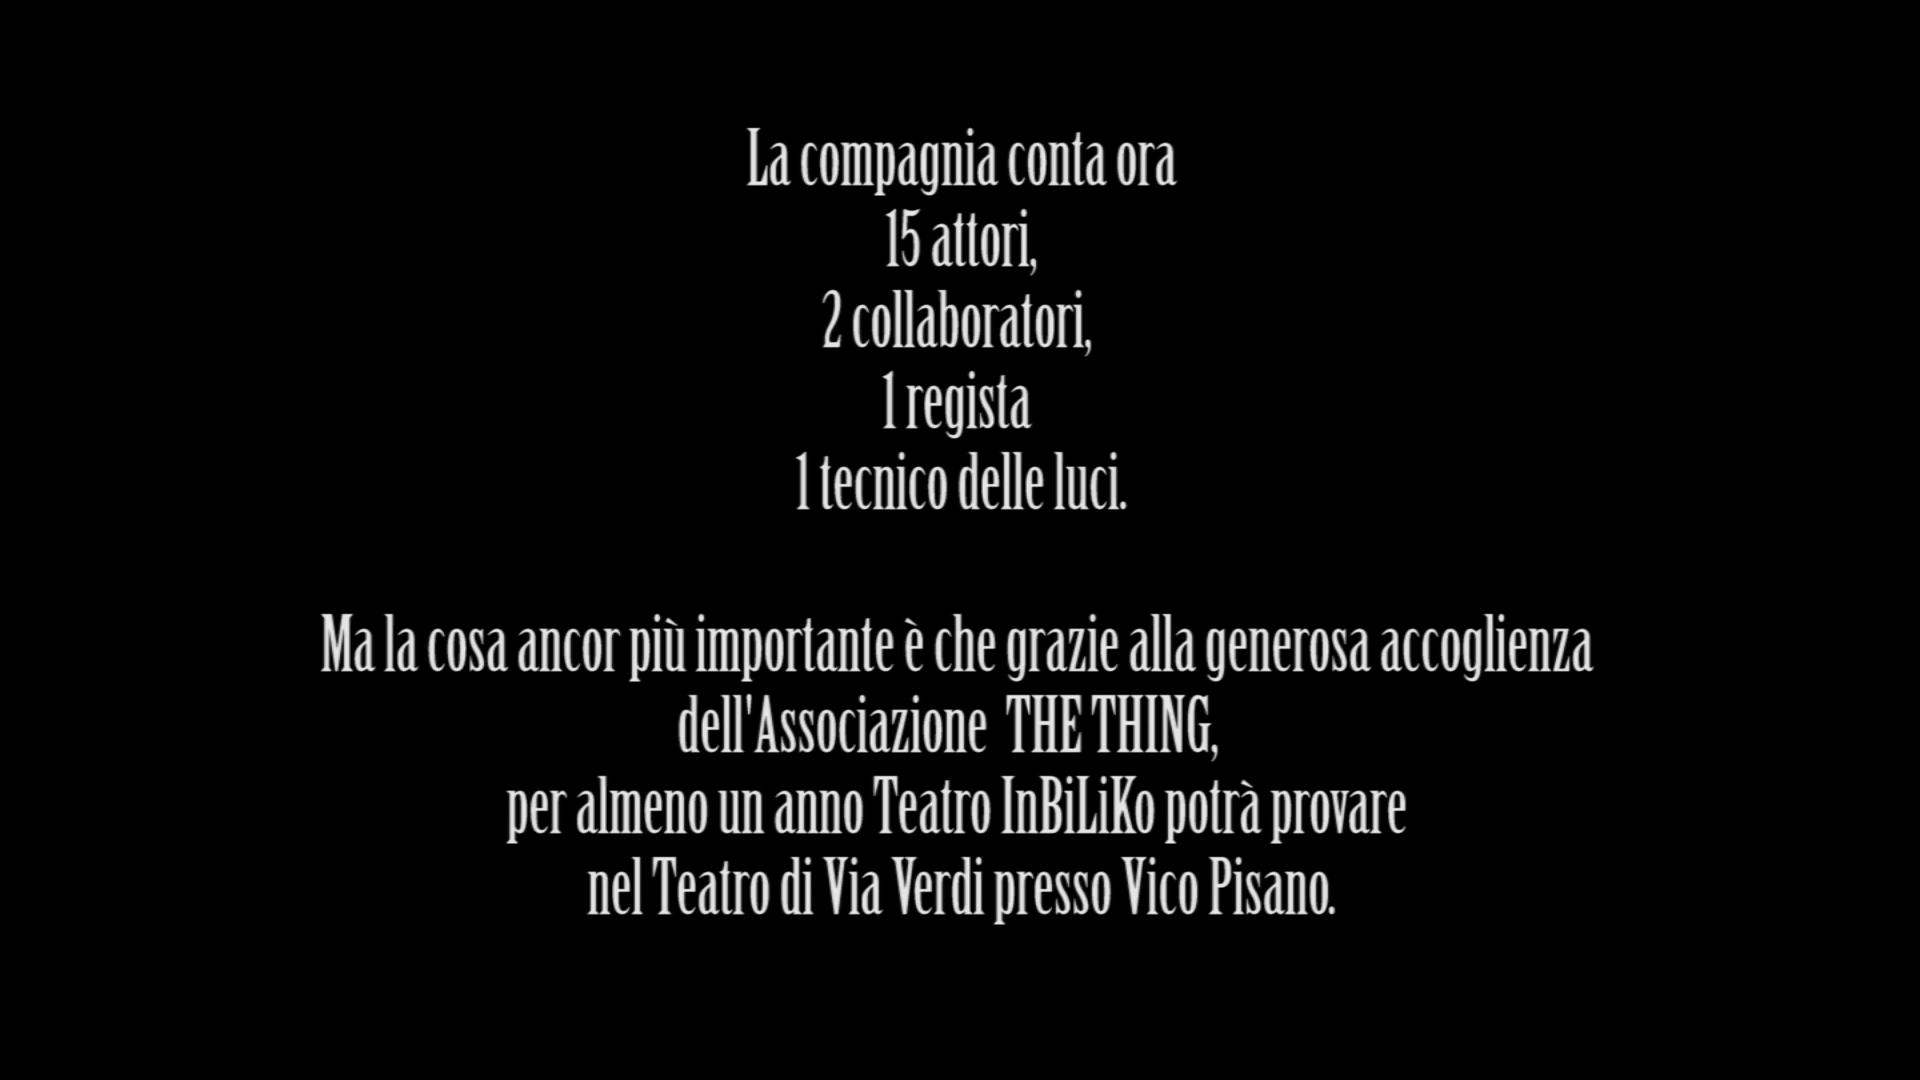 La compagnia conta ora
15 attori,
2 collaboratori,
1 regista
1 tecnico delle luci.
Ma la cosa ancor più importante è che grazie alla generosa accoglienza
dell'Associazione  THE THING,
per almeno un anno Teatro InBiLiKo potrà provare
nel Teatro di Via Verdi presso Vico Pisano.